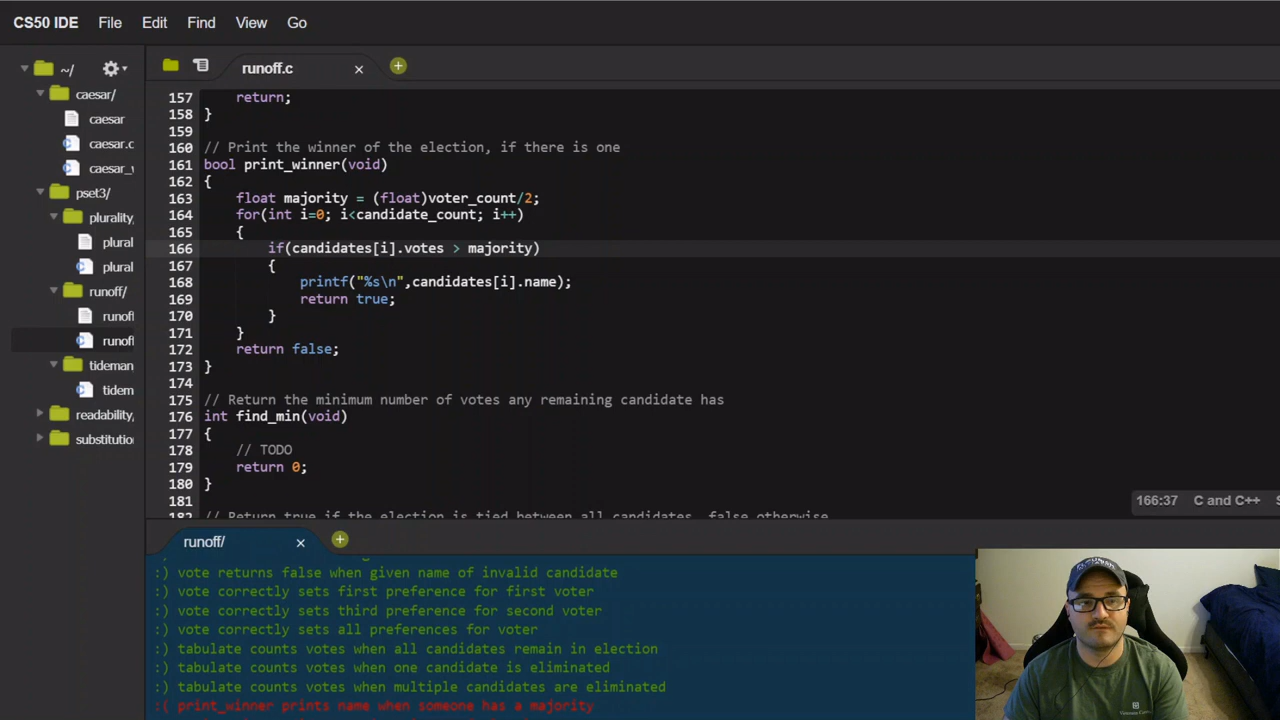 CS50 IDE File Edit Find View Go
~/
caesar/
caesar
caesar.c
caesar_
pset3/
plurality,
plural
plural
runoff/
runof
runof
tideman
tidem
readability,
substitutio
runoff.c
157 return;
158 }
159
160 // Print the winner of the election, if there is one
161 bool print_winner(void)
162 {
163 float majority = (float)voter_count/2;
164 for(int i=0; i<candidate_count; i++)
165 {
166 if(candidates[i].votes > majority)
167 {
168 printf("%s\n",candidates[i].name);
169 return true;
170 }
171 }
172 return false;
173 }
174
175 // Return the minimum number of votes any remaining candidate has
176 int find_min(void)
177 {
178 // TODO
179 return 0;
180 }
181
182 // Return true if the election is tied between all candidates, false otherwise
166:37 C and C++
runoff/
:) vote returns false when given name of invalid candidate
:) vote correctly sets first preference for first voter
:) vote correctly sets third preference for second voter
:) vote correctly sets all preferences for voter
:) tabulate counts votes when all candidates remain in election
:) tabulate counts votes when one candidate is eliminated
:) tabulate counts votes when multiple candidates are eliminated
:( print_winner prints name when someone has a majority